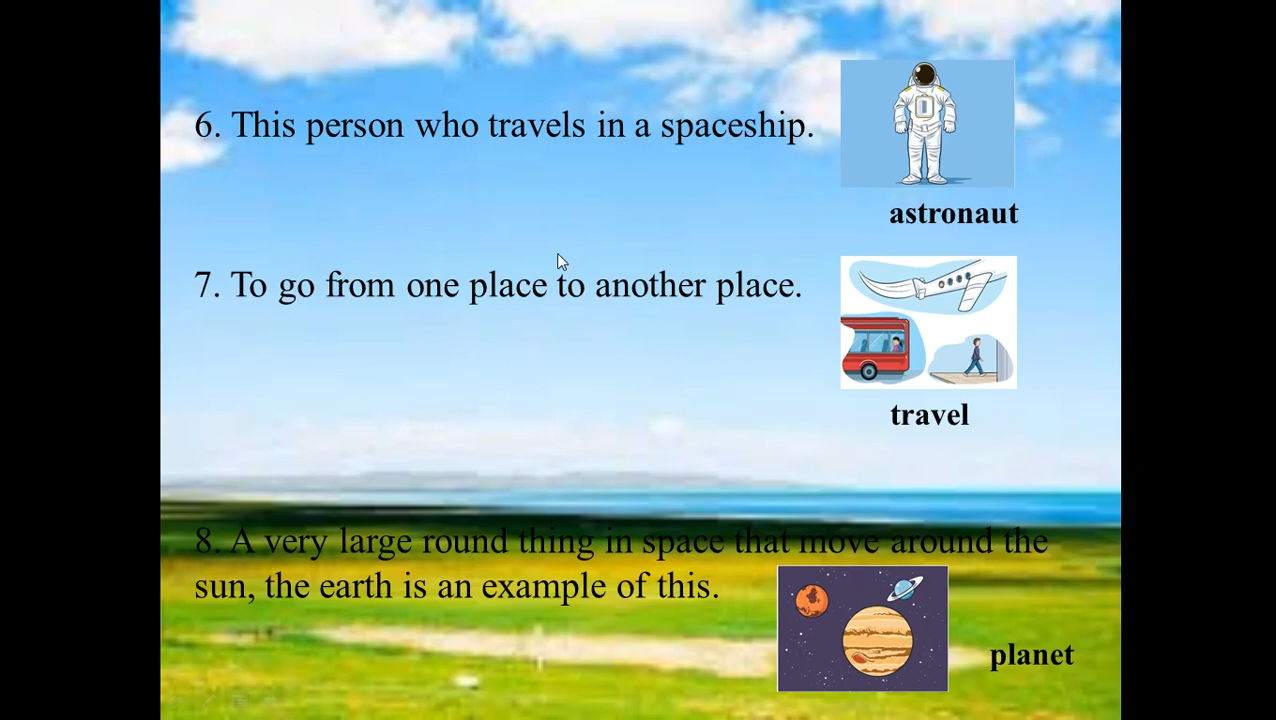 6. This person who travels in a spaceship.
astronaut
7. To go from one place to another place.
travel
8. A very large round thing in space that move around the
sun, the earth is an example of this.
planet